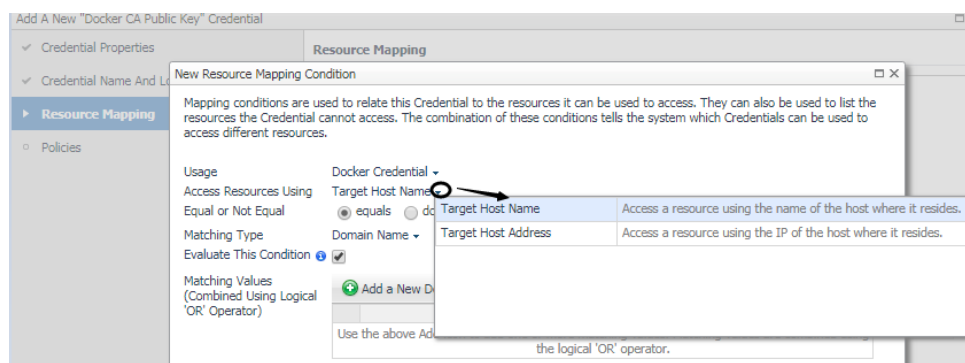 Add A New "Docker CA Public Key" Credential
Credential Properties
Resource Mapping
Credential Name And Lo
New Resource Mapping Condition
Mapping conditions are used to relate this Credential to the resources it can be used to access. They can also be used to list the
resources the Credential cannot access. The combination of these conditions tells the system which Credentials can be used to
access different resources.
Resource Mapping
Policies
Usage
Docker Credential
Access Resources Using
Target Host Name
Equal or Not Equal
equals
do
Target Host Name
Access a resource using the name of the host where it resides.
Matching Type
Domain Name
Target Host Address
Access a resource using the IP of the host where it resides.
Evaluate This Condition
Matching Values
(Combined Using Logical
'OR' Operator)
Add a New D
Use the above Ad
the logical 'OR' operator.